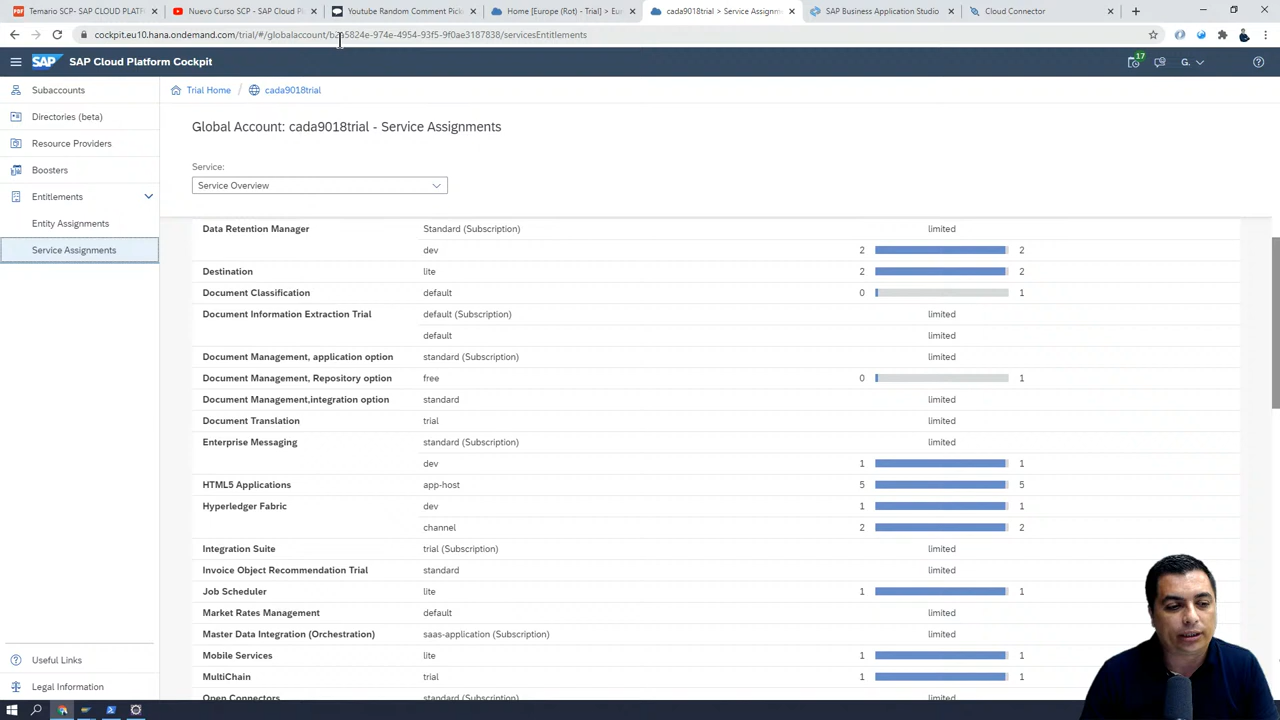 SAP CLOUD PLATFORM
Nuevo Curso SCP - SAP Cloud P
Youtube Random Comment Pick
Home [Europe (Rot) - Trial] > Eu
cada9018trial > Service Assignm
SAP Business Application Studio
Cloud Connector
cockpit.eu10.hana.ondemand.com/trial/#/globalaccount/b2a5824e-974e-4954-93f5-9f0ae3187838/servicesEntitlements
SAP SAP Cloud Platform Cockpit
17
G.
Subaccounts
Directories (beta)
Resource Providers
Boosters
Entitlements
Entity Assignments
Service Assignments
Useful Links
Legal Information
Trial Home / cada9018trial
Global Account: cada9018trial - Service Assignments
Service:
Service Overview
Data Retention Manager Standard (Subscription) limited
dev 2 2
Destination lite 2 2
Document Classification default 0 1
Document Information Extraction Trial default (Subscription) limited
default limited
Document Management, application option standard (Subscription) limited
Document Management, Repository option free 0 1
Document Management,integration option standard limited
Document Translation trial limited
Enterprise Messaging standard (Subscription) limited
dev 1 1
HTML5 Applications app-host 5 5
Hyperledger Fabric dev 1 1
channel 2 2
Integration Suite trial (Subscription) limited
Invoice Object Recommendation Trial standard limited
Job Scheduler lite 1 1
Market Rates Management default limited
Master Data Integration (Orchestration) saas-application (Subscription) limited
Mobile Services lite 1 1
MultiChain trial 1 1
Open Connectors standard (Subscription) limited